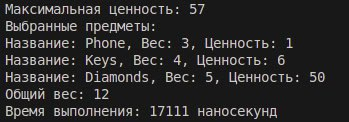 Максимальная ценность: 57
Выбранные предметы:
Название: Phone, Вес: 3, Ценность: 1
Название: Keys, Вес: 4, Ценность: 6
Название: Diamonds, Вес: 5, Ценность: 50
Общий вес: 12
Время выполнения: 17111 наносекунд